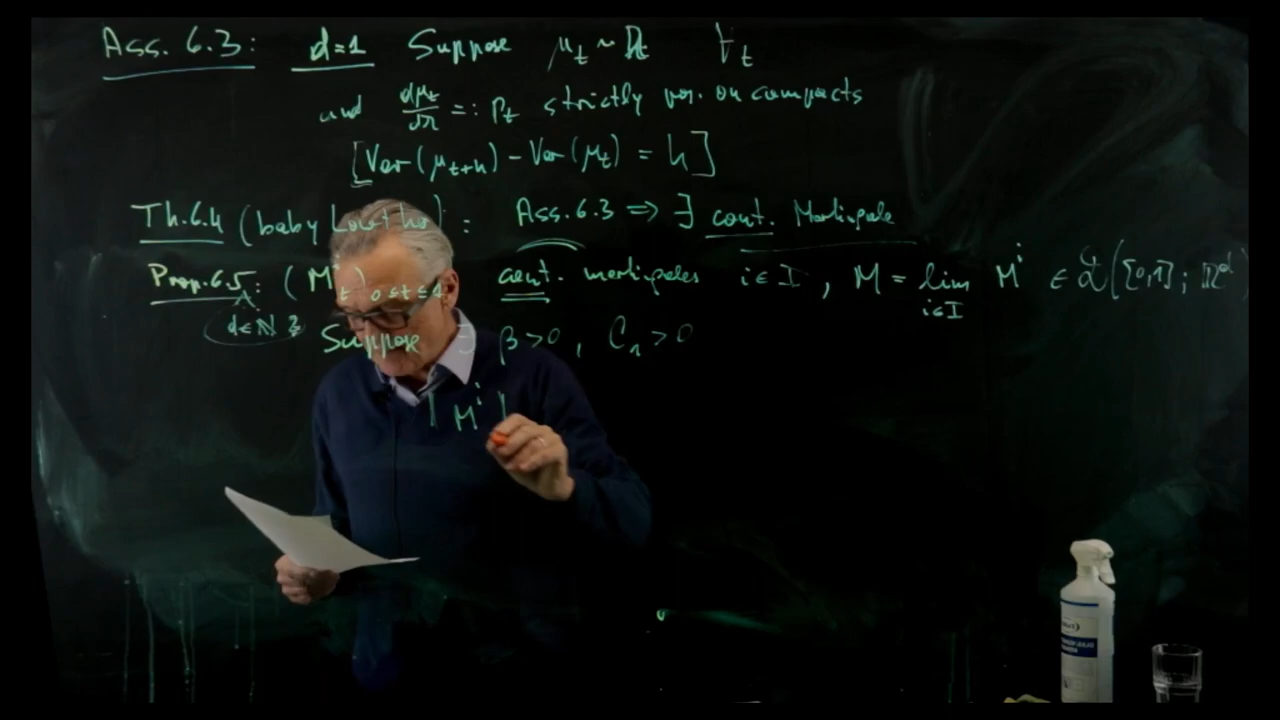 Ass. 6.3: d=1 Suppose μ_t ~ ℝ_t ∀_t
and dμ_t/dλ =: p_t strictly pos. on compacts
[Var(μ_{t+h}) - Var(μ_t) = h]
Th.6.4 (baby Lowther): Ass. 6.3 ⇒ ∃ cont. Martingale
Prop.6.5: (M^i_t)_{0≤t≤1} cont. martingales i∈I, M = lim_{i∈I} M^i ∈
d∈ℕ
Suppose ∃ β>0, C_1>0
| M^i |